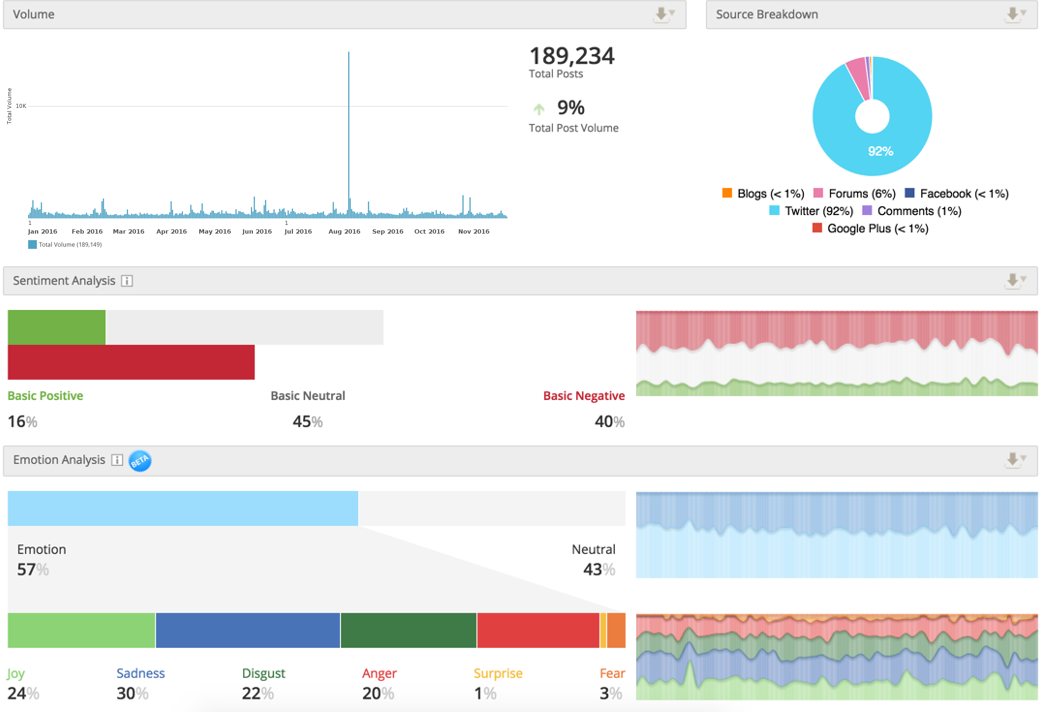 Volume
Source Breakdown
189,234
Total Posts
9%
Total Post Volume
Total Volume
10K
1
1
Jan 2016 Feb 2016 Mar 2016 Apr 2016 May 2016 Jun 2016 Jul 2016 Aug 2016 Sep 2016 Oct 2016 Nov 2016
Total Volume (189,149)
92%
Blogs (< 1%) Forums (6%) Facebook (< 1%)
Twitter (92%) Comments (1%)
Google Plus (< 1%)
Sentiment Analysis i
Basic Positive Basic Neutral Basic Negative
16% 45% 40%
Emotion Analysis i BETA
Emotion Neutral
57% 43%
Joy Sadness Disgust Anger Surprise Fear
24% 30% 22% 20% 1% 3%